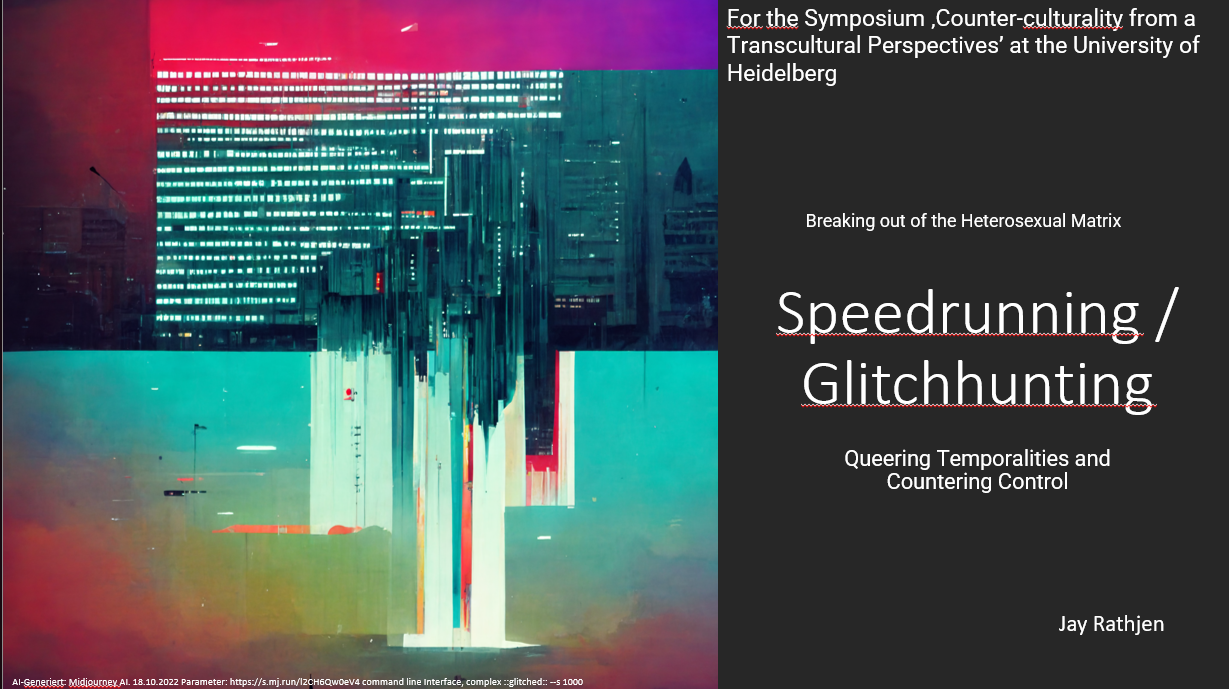 For the Symposium ‚Counter-culturality from a
Transcultural Perspectives’ at the University of
Heidelberg
Breaking out of the Heterosexual Matrix
Speedrunning /
Glitchhunting
Queering Temporalities and
Countering Control
Jay Rathjen
AI-Generiert: Midjourney AI. 18.10.2022 Parameter: https://s.mj.run/l2CH6Qw0eV4 command line Interface, complex ::glitched:: --s 1000